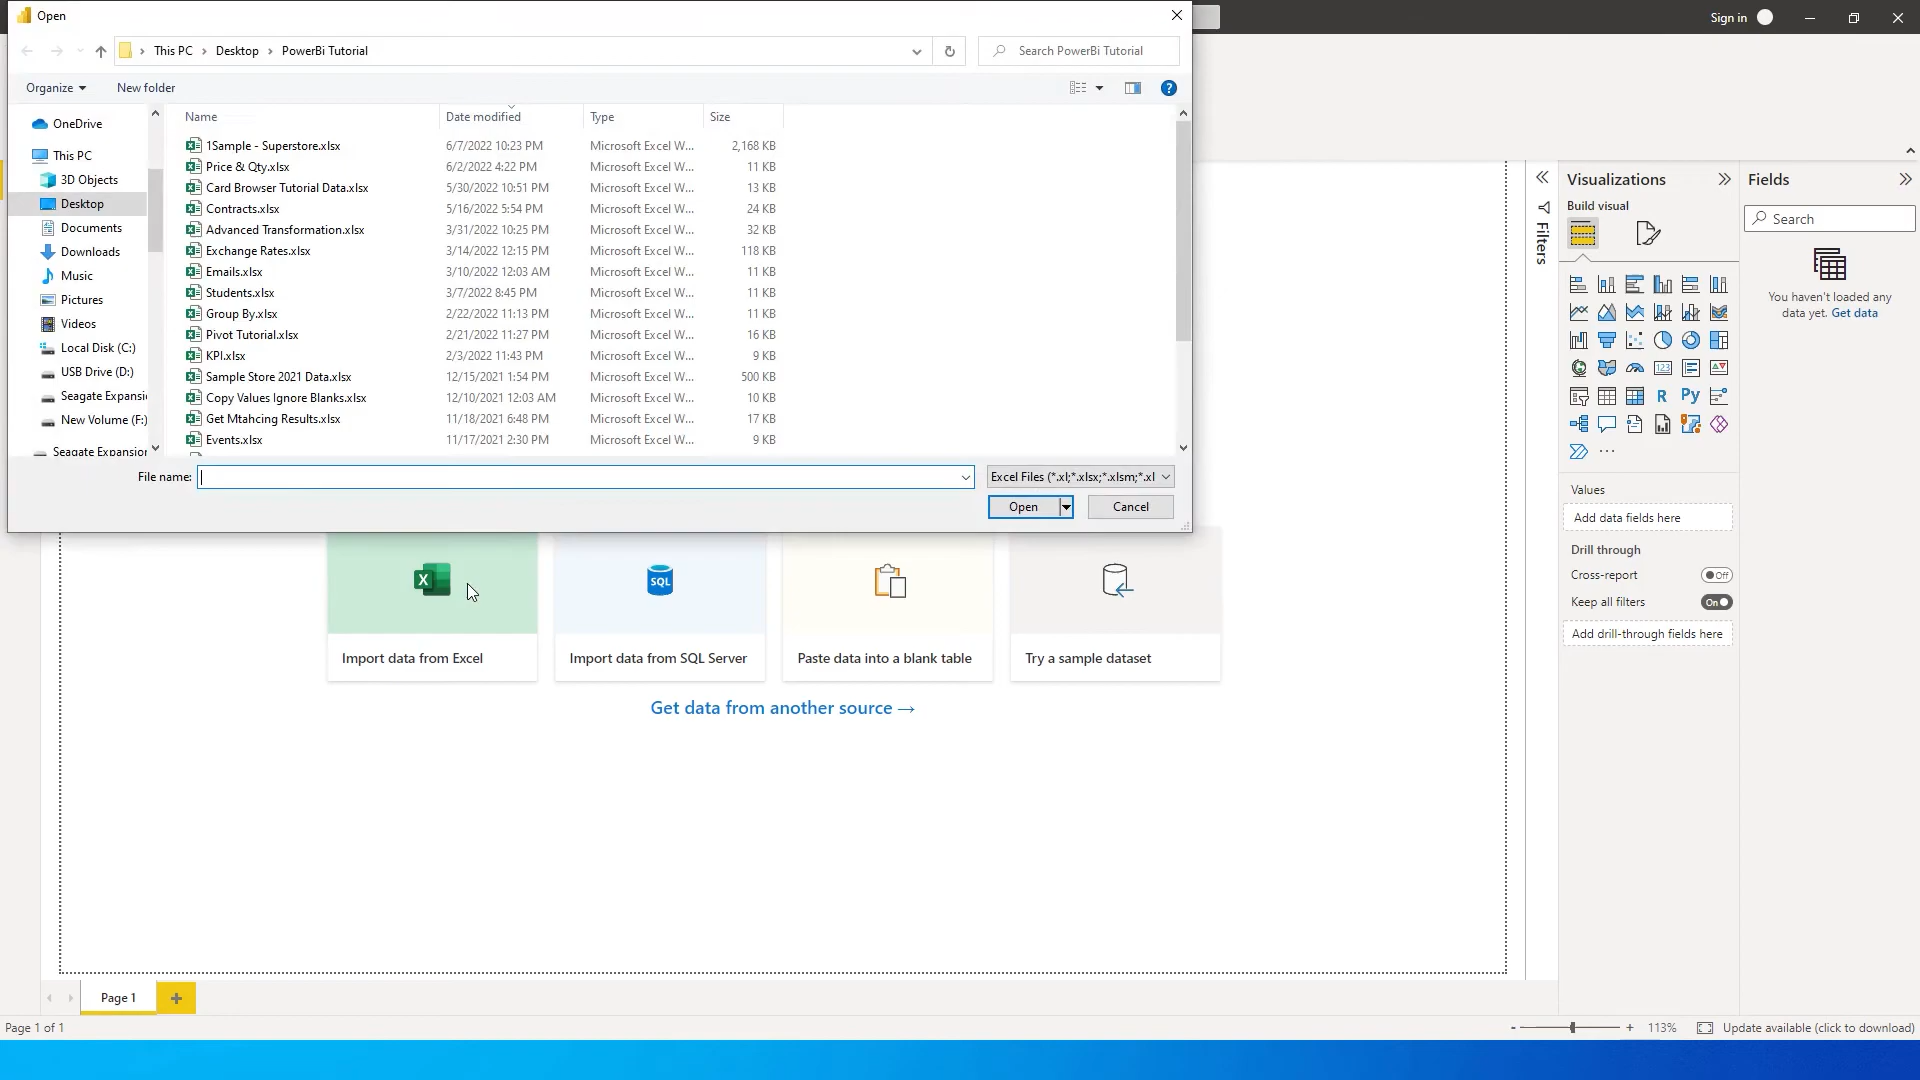 Open
Sign in
This PC > Desktop > PowerBi Tutorial
Search PowerBi Tutorial
Organize
New folder
Name Date modified Type Size
OneDrive
This PC
3D Objects
Desktop
Documents
Downloads
Music
Pictures
Videos
Local Disk (C:)
USB Drive (D:)
Seagate Expansi
New Volume (F:)
Seagate Expansion
1Sample - Superstore.xlsx 6/7/2022 10:23 PM Microsoft Excel W... 2,168 KB
Price & Qty.xlsx 6/2/2022 4:22 PM Microsoft Excel W... 11 KB
Card Browser Tutorial Data.xlsx 5/30/2022 10:51 PM Microsoft Excel W... 13 KB
Contracts.xlsx 5/16/2022 5:54 PM Microsoft Excel W... 24 KB
Advanced Transformation.xlsx 3/31/2022 10:25 PM Microsoft Excel W... 32 KB
Exchange Rates.xlsx 3/14/2022 12:15 PM Microsoft Excel W... 118 KB
Emails.xlsx 3/10/2022 12:03 AM Microsoft Excel W... 11 KB
Students.xlsx 3/7/2022 8:45 PM Microsoft Excel W... 11 KB
Group By.xlsx 2/22/2022 11:13 PM Microsoft Excel W... 11 KB
Pivot Tutorial.xlsx 2/21/2022 11:27 PM Microsoft Excel W... 16 KB
KPI.xlsx 2/3/2022 11:43 PM Microsoft Excel W... 9 KB
Sample Store 2021 Data.xlsx 12/15/2021 1:54 PM Microsoft Excel W... 500 KB
Copy Values Ignore Blanks.xlsx 12/10/2021 12:03 AM Microsoft Excel W... 10 KB
Get Mtahcing Results.xlsx 11/18/2021 6:48 PM Microsoft Excel W... 17 KB
Events.xlsx 11/17/2021 2:30 PM Microsoft Excel W... 9 KB
File name:
Excel Files (*.xl;*.xlsx;*.xlsm;*.xl
Open
Cancel
X
SQL
Import data from Excel
Import data from SQL Server
Paste data into a blank table
Try a sample dataset
Get data from another source →
Filters
Visualizations
Build visual
123
R
Py
...
Values
Add data fields here
Drill through
Cross-report
Off
Keep all filters
On
Add drill-through fields here
Fields
Search
You haven't loaded any
data yet. Get data
Page 1
+
Page 1 of 1
- + 113%
Update available (click to download)